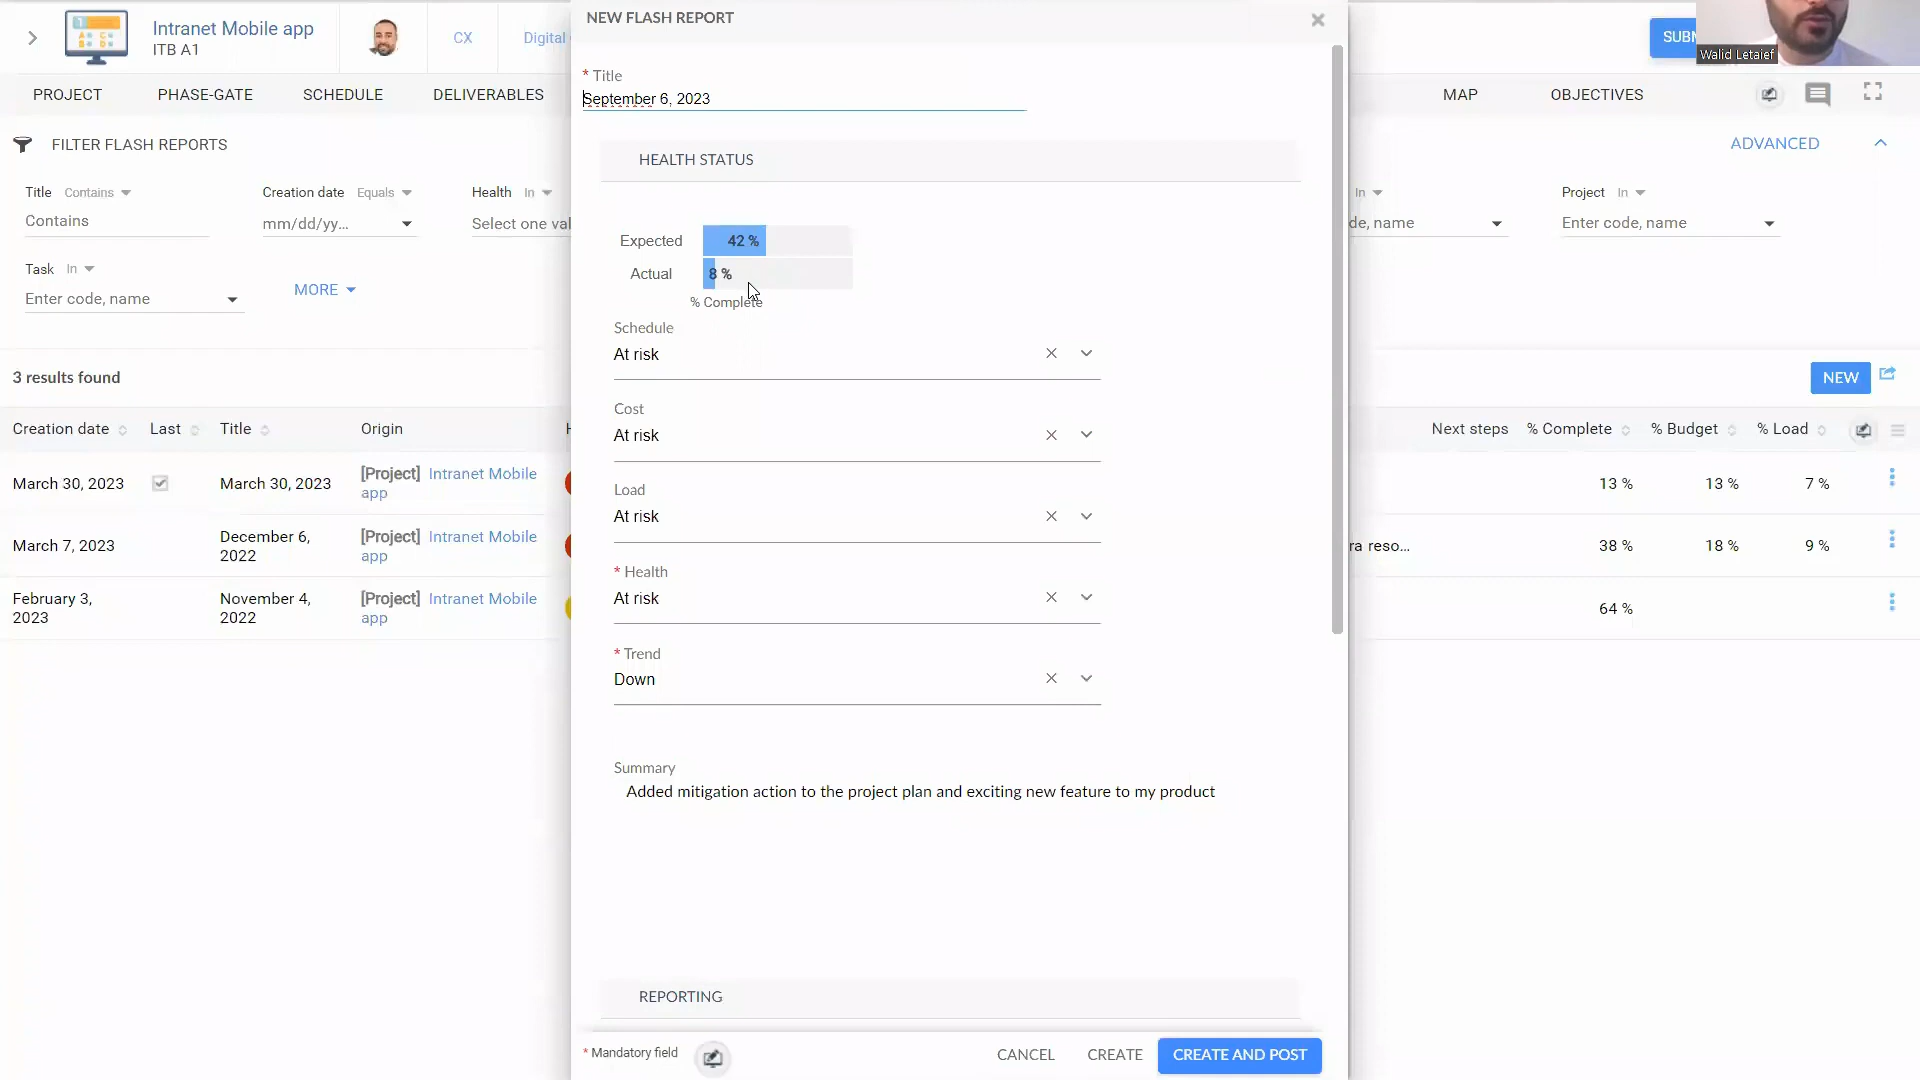 Intranet Mobile app
ITB A1
CX
Digital
SUBM
Walid Letaief
PROJECT
PHASE-GATE
SCHEDULE
DELIVERABLES
MAP
OBJECTIVES
FILTER FLASH REPORTS
ADVANCED
Title Contains
Contains
Creation date Equals
mm/dd/yy...
Health In
Select one val
In
de, name
Project In
Enter code, name
Task In
Enter code, name
MORE
3 results found
NEW
Creation date Last Title Origin
Next steps % Complete % Budget % Load
March 30, 2023 March 30, 2023 [Project] Intranet Mobile app 13 % 13 % 7 %
March 7, 2023 December 6, 2022 [Project] Intranet Mobile app ra reso... 38 % 18 % 9 %
February 3, 2023 November 4, 2022 [Project] Intranet Mobile app 64 %
NEW FLASH REPORT
* Title
September 6, 2023
HEALTH STATUS
Expected 42 %
Actual 8 %
% Complete
Schedule
At risk
Cost
At risk
Load
At risk
* Health
At risk
* Trend
Down
Summary
Added mitigation action to the project plan and exciting new feature to my product
REPORTING
* Mandatory field
CANCEL
CREATE
CREATE AND POST